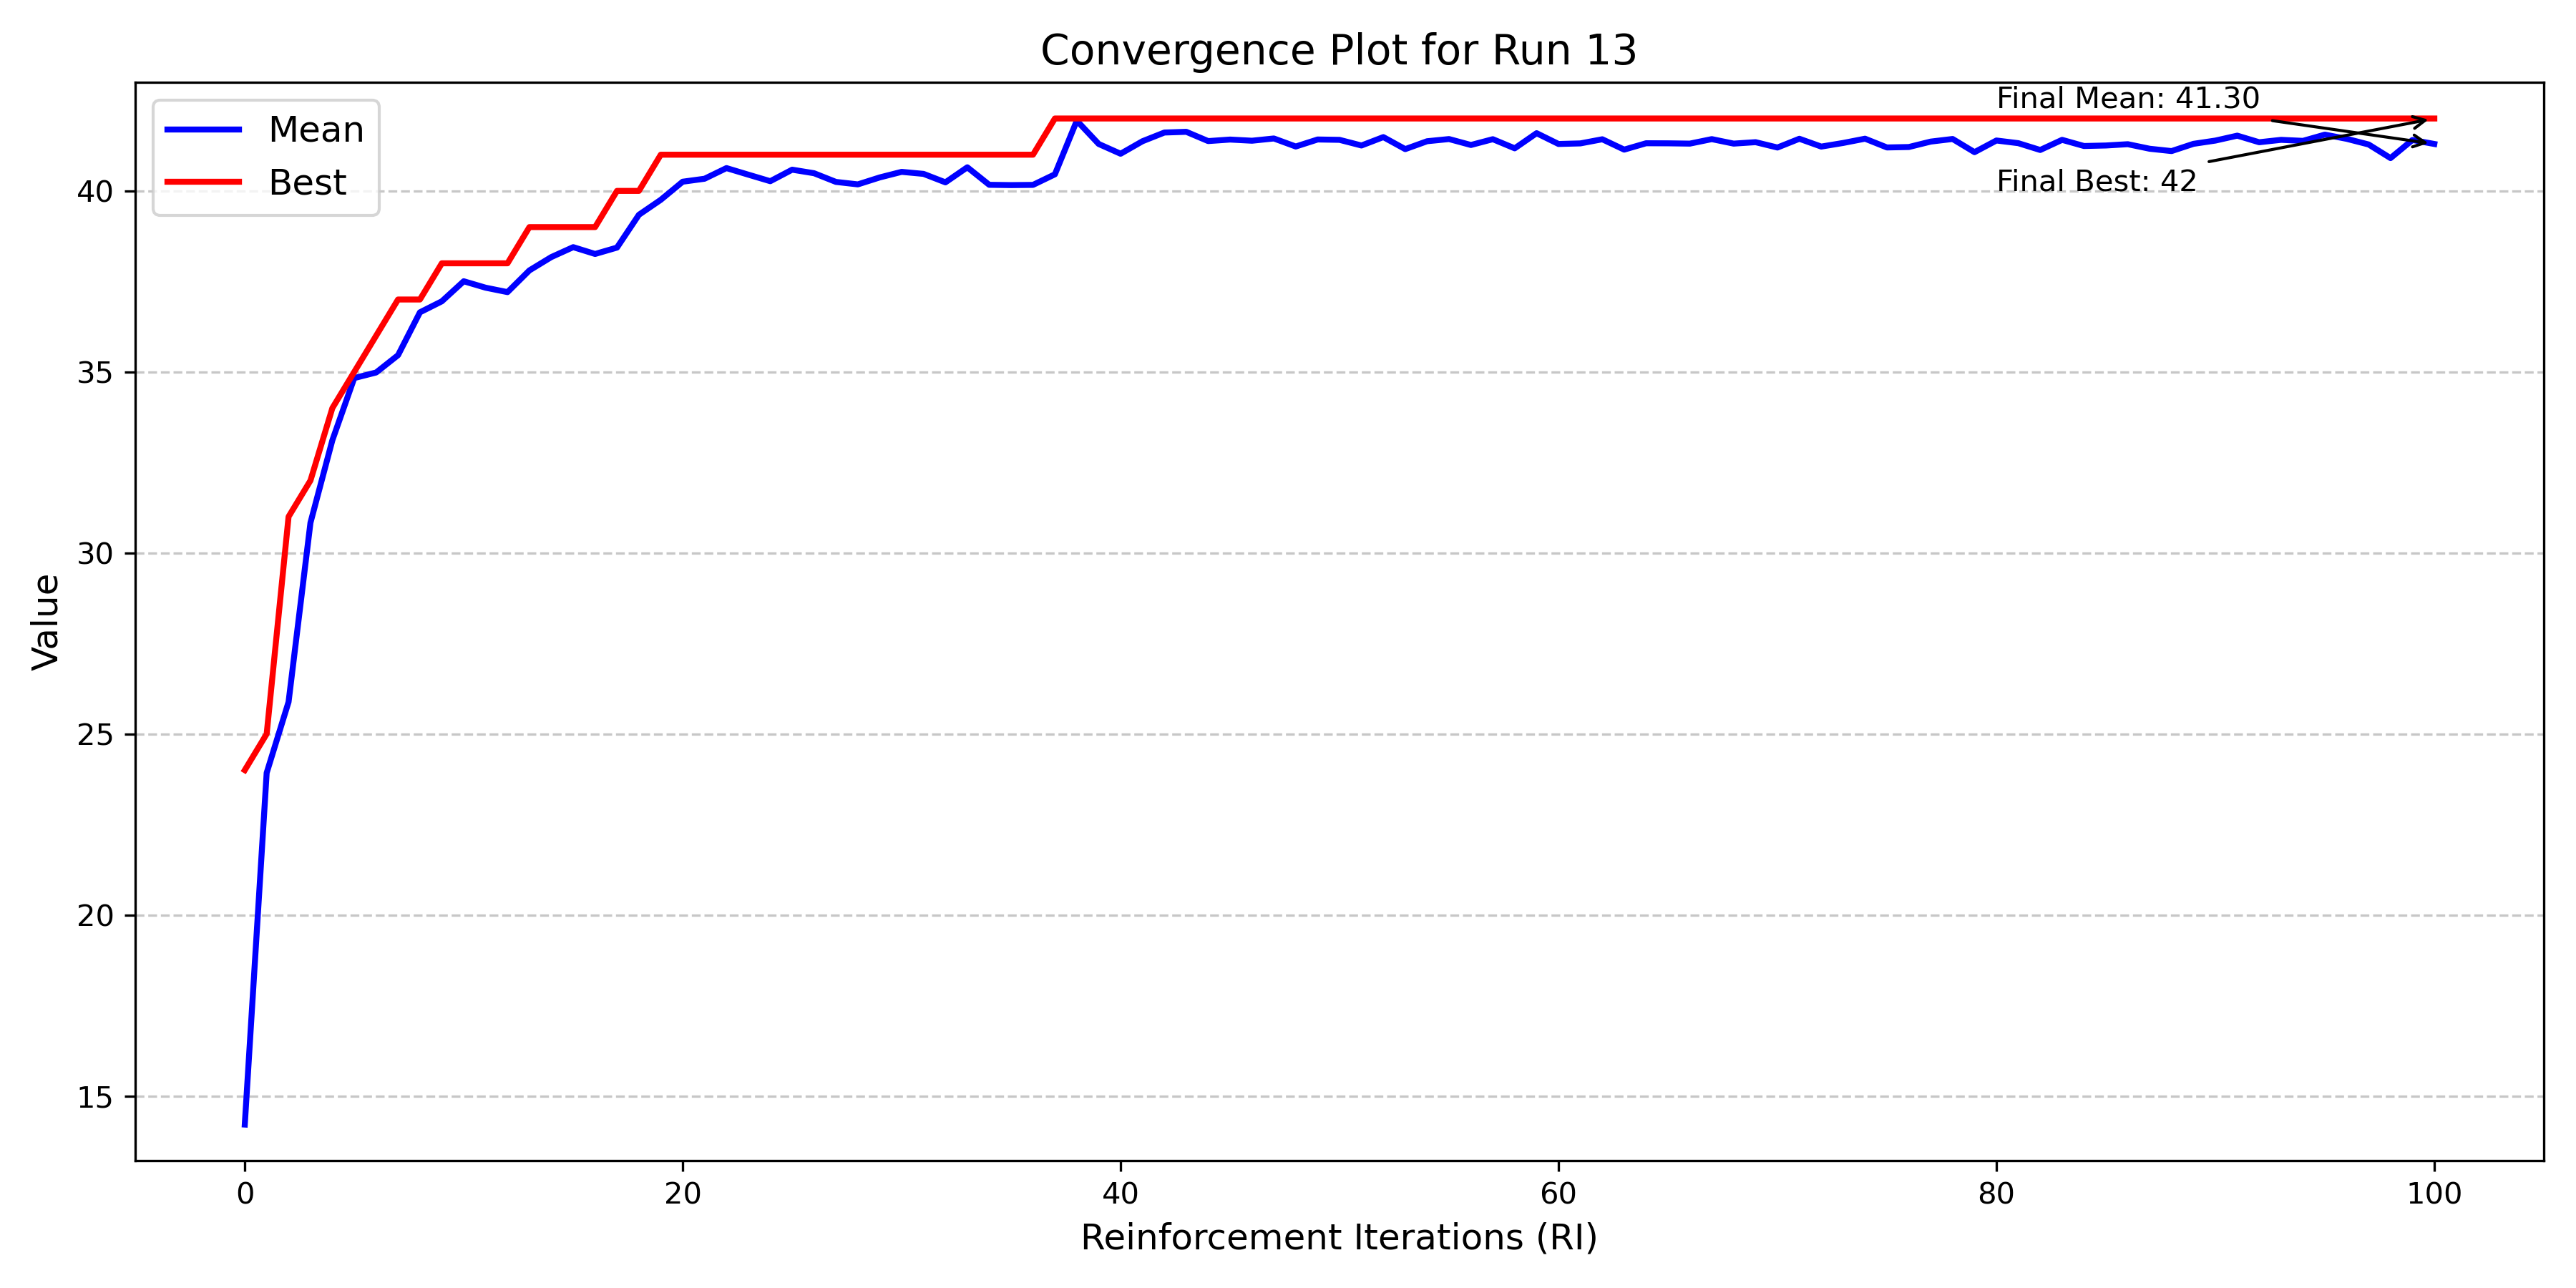 Convergence Plot for Run 13
Mean
Best
Final Mean: 41.30
Final Best: 42
Value
40
35
30
25
20
15
0 20 40 60 80 100
Reinforcement Iterations (RI)